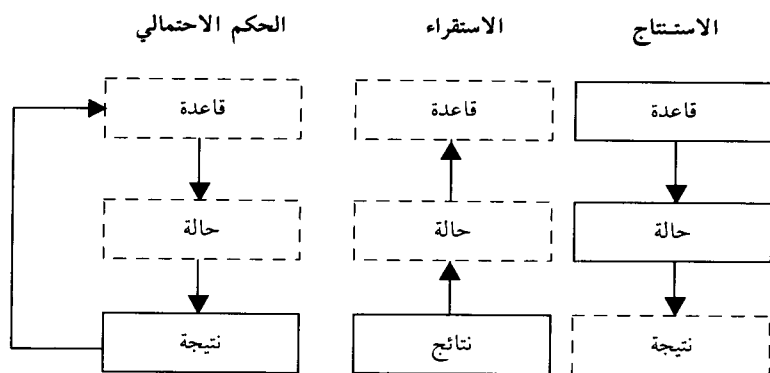 الاستنتاج الاستقراء الحكم الاحتمالي
قاعدة قاعدة قاعدة
حالة حالة حالة
نتيجة نتائج نتيجة